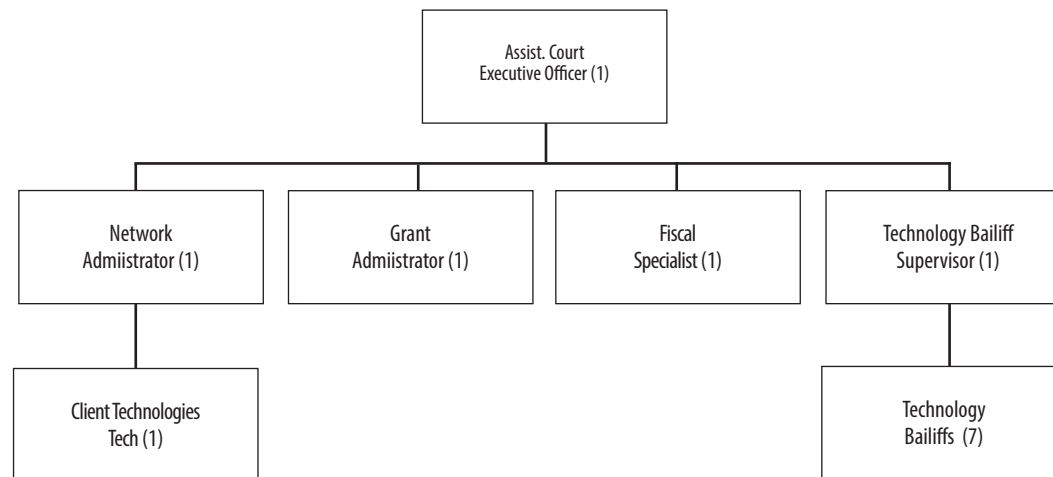 Assist. Court
Executive Officer (1)
Network
Admiistrator (1)
Grant
Admiistrator (1)
Fiscal
Specialist (1)
Technology Bailiff
Supervisor (1)
Client Technologies
Tech (1)
Technology
Bailiffs (7)